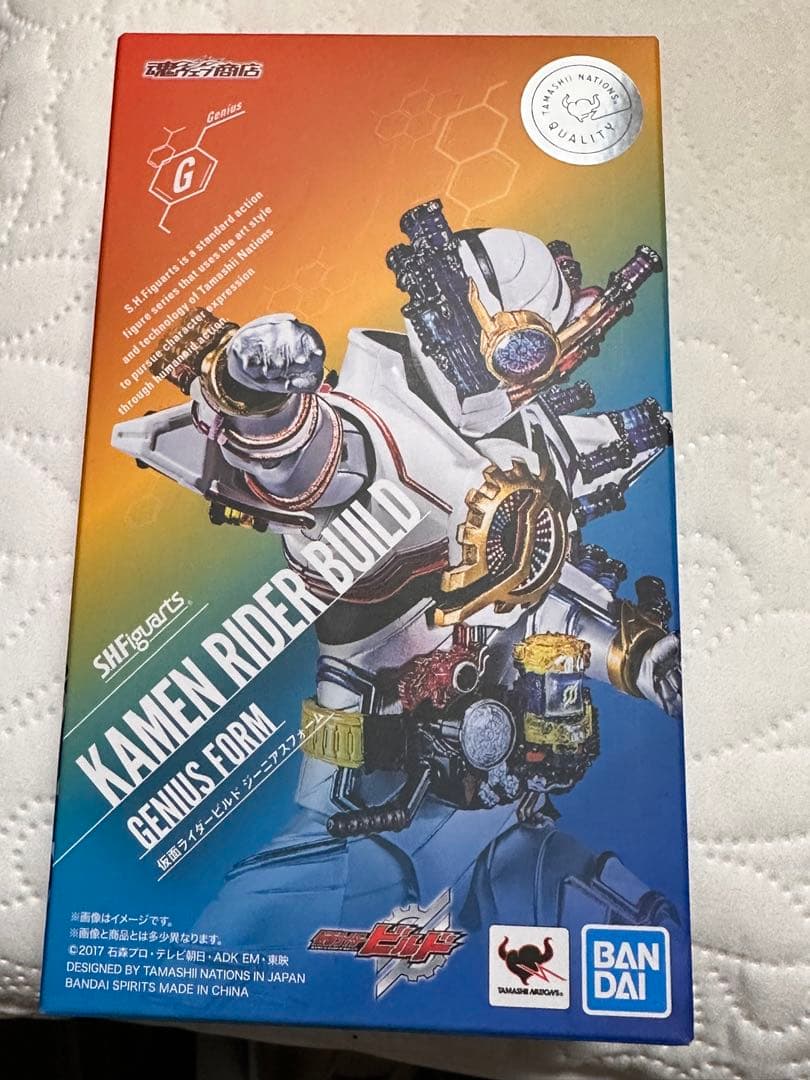 魂ウェブ商店
TAMASHII NATIONS®
QUALITY
Genius
G
S.H.Figuarts is a standard action
figure series that uses the art style
and technology of Tamashii Nations
to pursue character expression
through humanoid action.
S.H.Figuarts®
KAMEN RIDER BUILD
GENIUS FORM
仮面ライダービルド ジーニアスフォーム
※画像はイメージです。
※画像と商品とは多少異なります。
©2017 石森プロ・テレビ朝日・ADK EM・東映
DESIGNED BY TAMASHII NATIONS IN JAPAN
BANDAI SPIRITS MADE IN CHINA
仮面ライダー
ビルド
TAMASHII NATIONS®
BAN
DAI